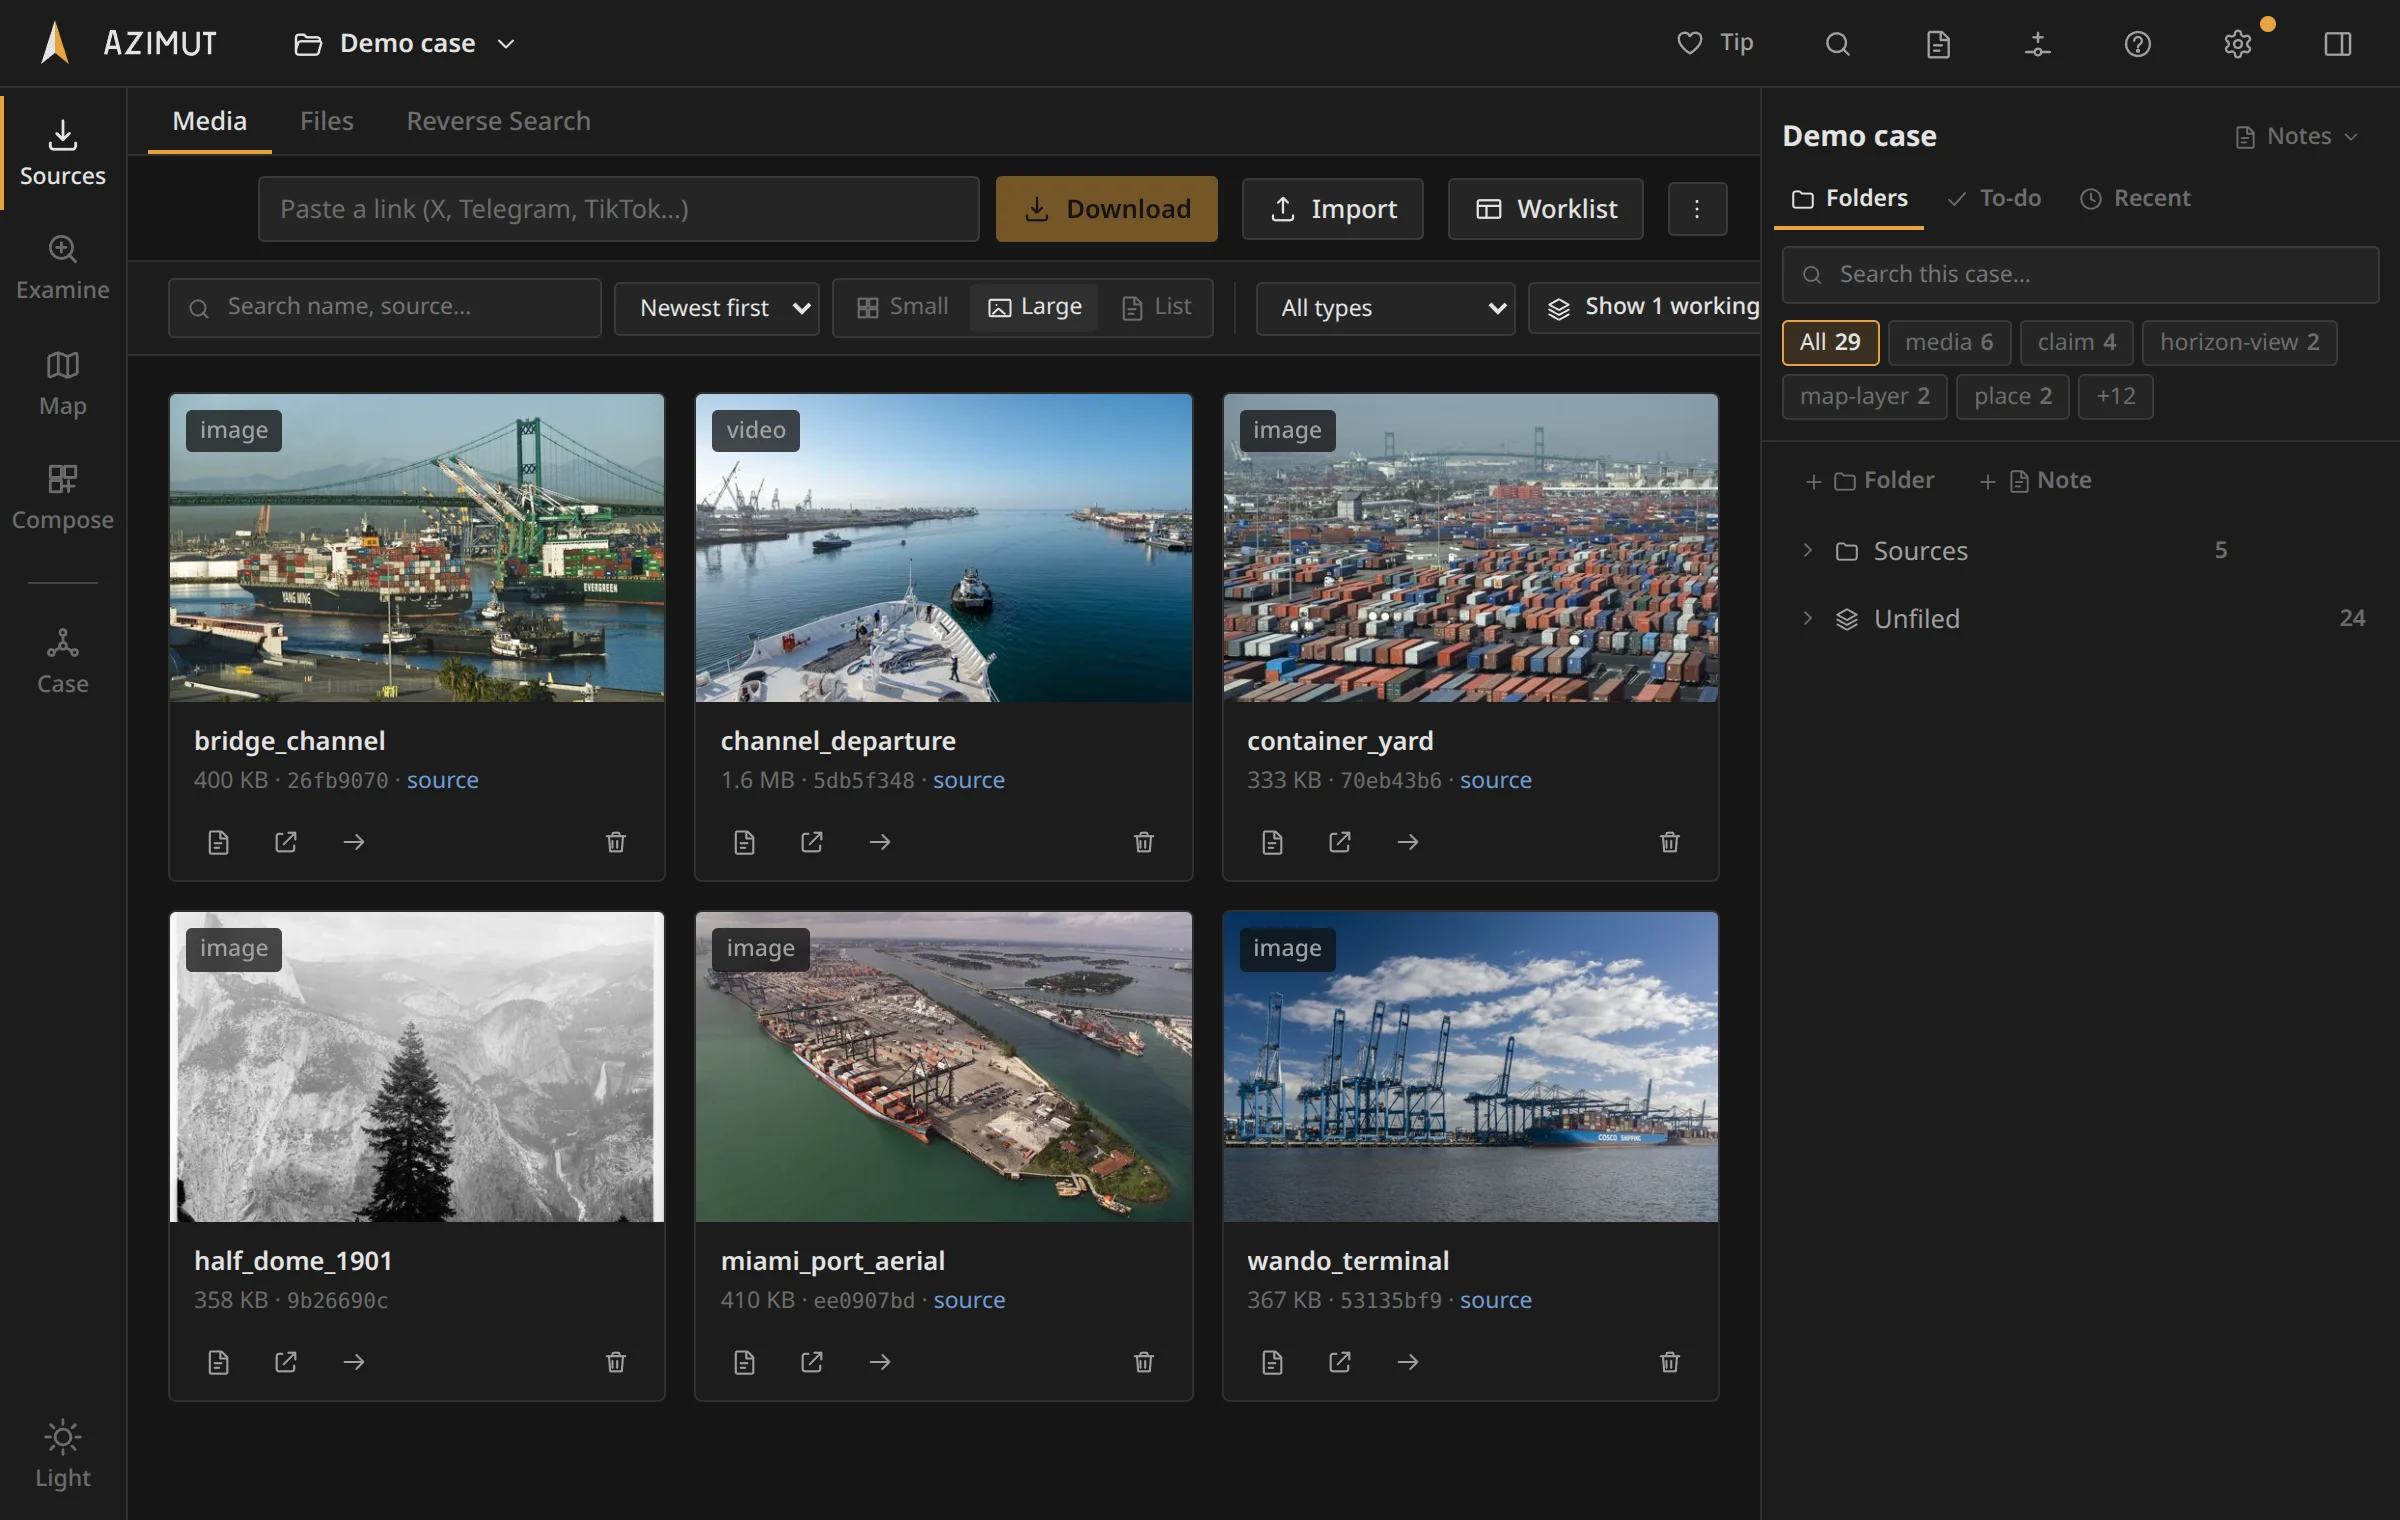 AZIMUT
Demo case
Tip
Sources
Examine
Map
Compose
Case
Light
Media Files Reverse Search
Paste a link (X, Telegram, TikTok...)
Download
Import
Worklist
Search name, source...
Newest first
Small Large List
All types
Show 1 working
image
YANG MING
EVERGREEN
bridge_channel
400 KB · 26fb9070 · source
video
channel_departure
1.6 MB · 5db5f348 · source
image
container_yard
333 KB · 70eb43b6 · source
image
half_dome_1901
358 KB · 9b26690c
image
miami_port_aerial
410 KB · ee0907bd · source
image
COSCO SHIPPING
wando_terminal
367 KB · 53135bf9 · source
Demo case
Notes
Folders To-do Recent
Search this case...
All 29 media 6 claim 4 horizon-view 2
map-layer 2 place 2 +12
+ Folder + Note
Sources 5
Unfiled 24